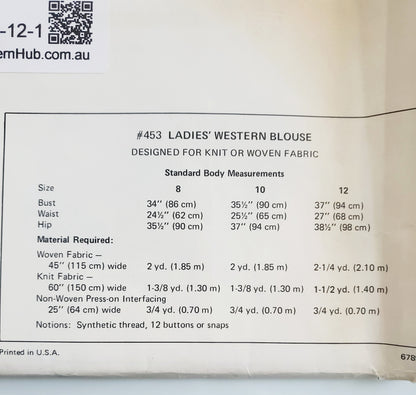 -12-1
ernHub.com.au
#453 LADIES' WESTERN BLOUSE
DESIGNED FOR KNIT OR WOVEN FABRIC
Standard Body Measurements
Size 8 10 12
Bust 34" (86 cm) 35½" (90 cm) 37" (94 cm)
Waist 24½" (62 cm) 25½" (65 cm) 27" (68 cm)
Hip 35½" (90 cm) 37" (94 cm) 38½" (98 cm)
Material Required:
Woven Fabric —
45" (115 cm) wide 2 yd. (1.85 m) 2 yd. (1.85 m) 2-1/4 yd. (2.10 m)
Knit Fabric —
60" (150 cm) wide 1-3/8 yd. (1.30 m) 1-3/8 yd. (1.30 m) 1-1/2 yd. (1.40 m)
Non-Woven Press-on Interfacing
25" (64 cm) wide 3/4 yd. (0.70 m) 3/4 yd. (0.70 m) 3/4 yd. (0.70 m)
Notions: Synthetic thread, 12 buttons or snaps
Printed in U.S.A.
678